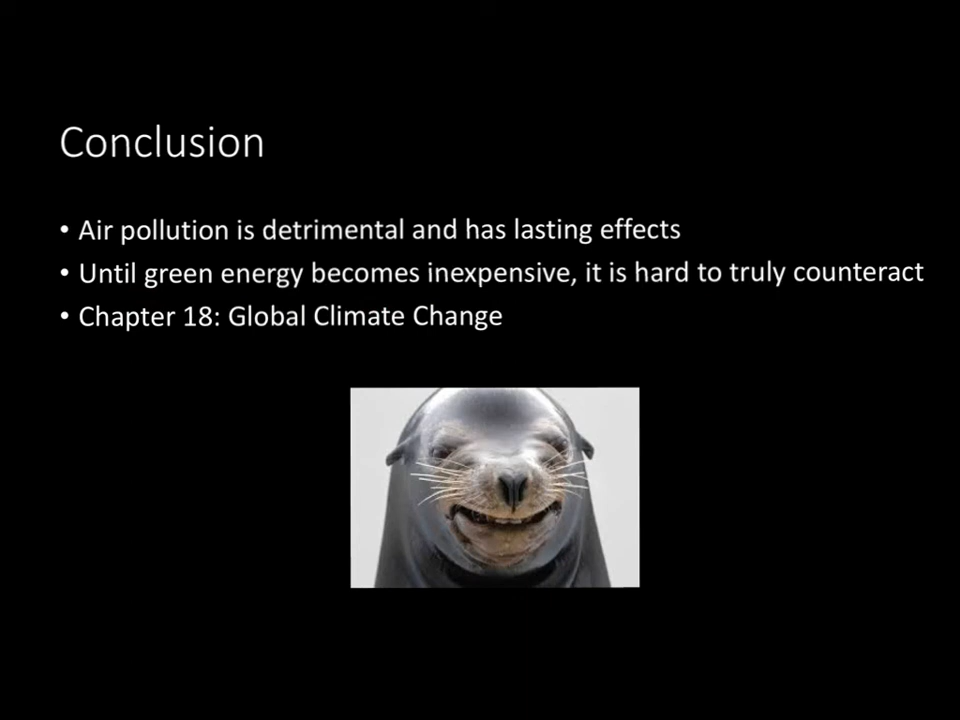 Conclusion
• Air pollution is detrimental and has lasting effects
• Until green energy becomes inexpensive, it is hard to truly counteract
• Chapter 18: Global Climate Change